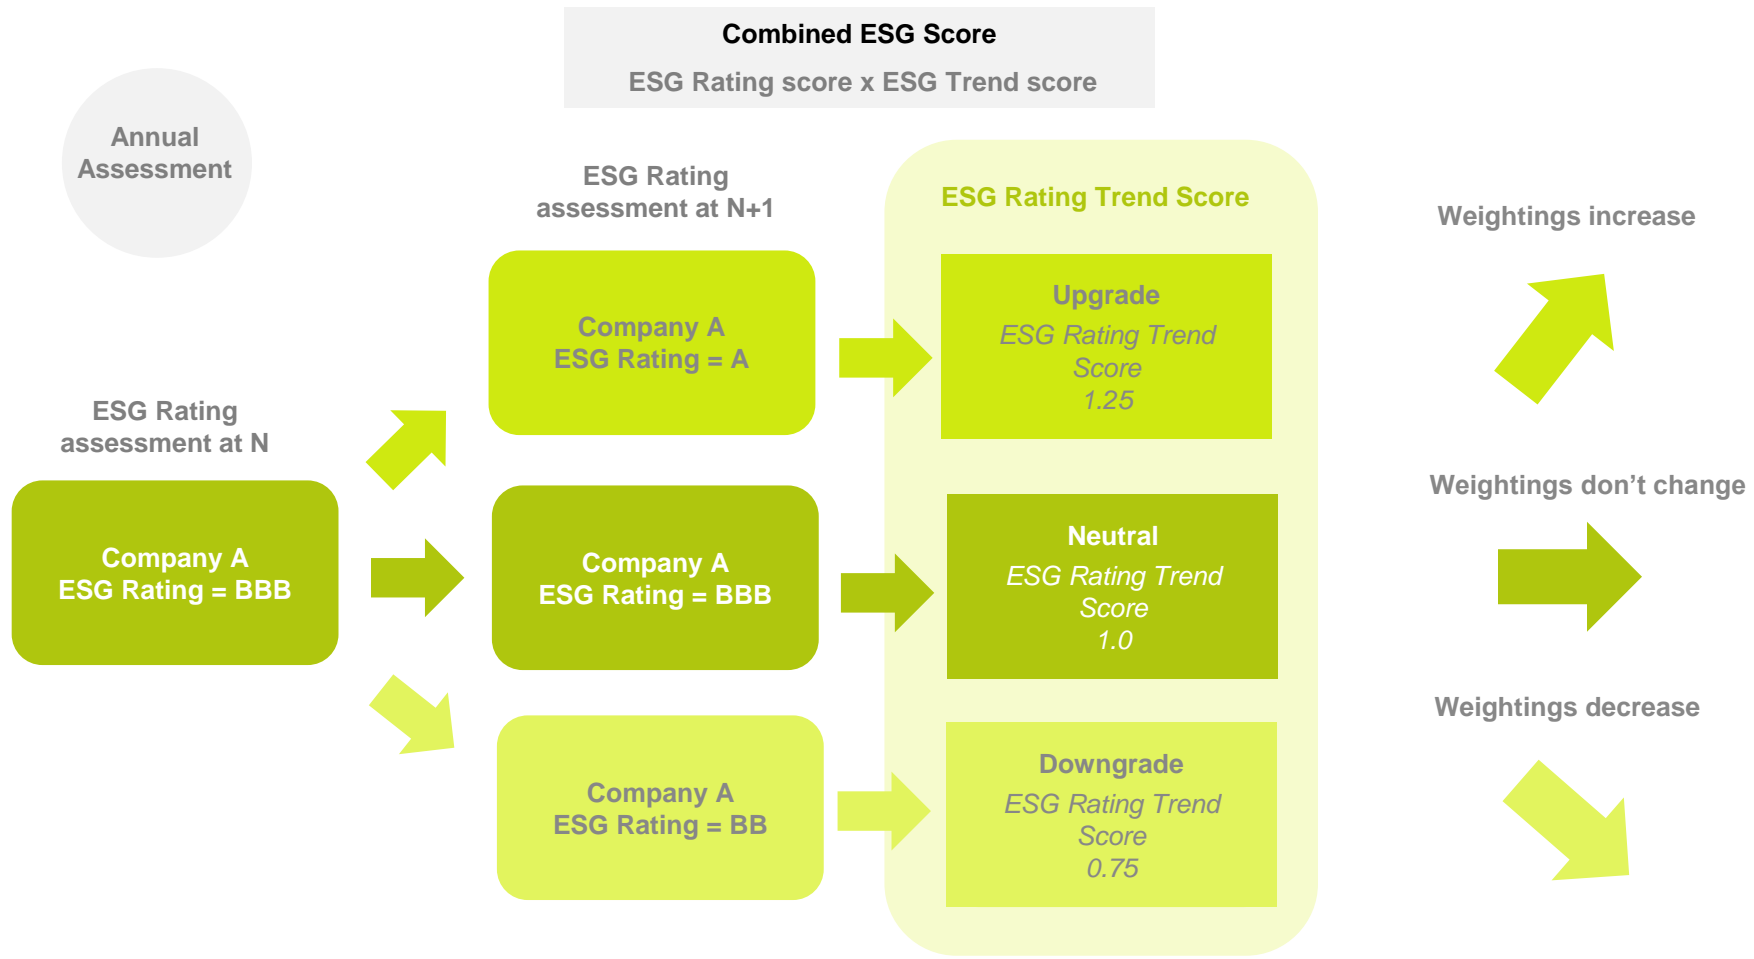 Combined ESG Score
ESG Rating score x ESG Trend score
Annual
Assessment
ESG Rating
assessment at N
Company A
ESG Rating = BBB
ESG Rating
assessment at N+1
Company A
ESG Rating = A
Company A
ESG Rating = BBB
Company A
ESG Rating = BB
ESG Rating Trend Score
Upgrade
ESG Rating Trend
Score
1.25
Neutral
ESG Rating Trend
Score
1.0
Downgrade
ESG Rating Trend
Score
0.75
Weightings increase
Weightings don’t change
Weightings decrease